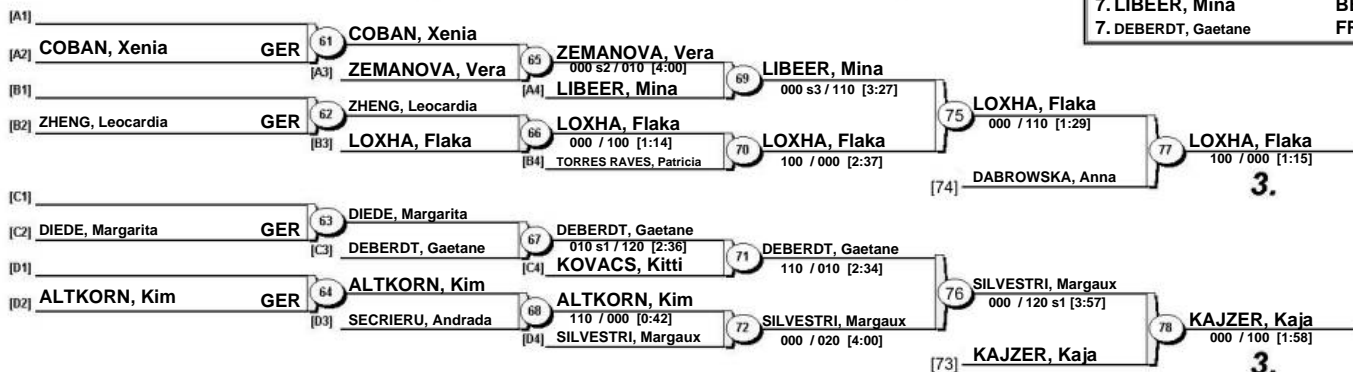 7. LIBEER, Mina
7. DEBERDT, Gaetane
[A1]
[A2] COBAN, Xenia GER
61
COBAN, Xenia
[A3] ZEMANOVA, Vera
65
ZEMANOVA, Vera
000 s2 / 010 [4:00]
[A4] LIBEER, Mina
69
LIBEER, Mina
000 s3 / 110 [3:27]
[B1]
[B2] ZHENG, Leocardia GER
62
ZHENG, Leocardia
[B3] LOXHA, Flaka
66
LOXHA, Flaka
000 / 100 [1:14]
[B4] TORRES RAVES, Patricia
70
LOXHA, Flaka
100 / 000 [2:37]
75
LOXHA, Flaka
000 / 110 [1:29]
[74] DABROWSKA, Anna
77
LOXHA, Flaka
100 / 000 [1:15]
3.
[C1]
[C2] DIEDE, Margarita GER
63
DIEDE, Margarita
[C3] DEBERDT, Gaetane
67
DEBERDT, Gaetane
010 s1 / 120 [2:36]
[C4] KOVACS, Kitti
71
DEBERDT, Gaetane
110 / 010 [2:34]
[D1]
[D2] ALTKORN, Kim GER
64
ALTKORN, Kim
[D3] SECRIERU, Andrada
68
ALTKORN, Kim
110 / 000 [0:42]
[D4] SILVESTRI, Margaux
72
SILVESTRI, Margaux
000 / 020 [4:00]
76
SILVESTRI, Margaux
000 / 120 s1 [3:57]
[73] KAJZER, Kaja
78
KAJZER, Kaja
000 / 100 [1:58]
3.